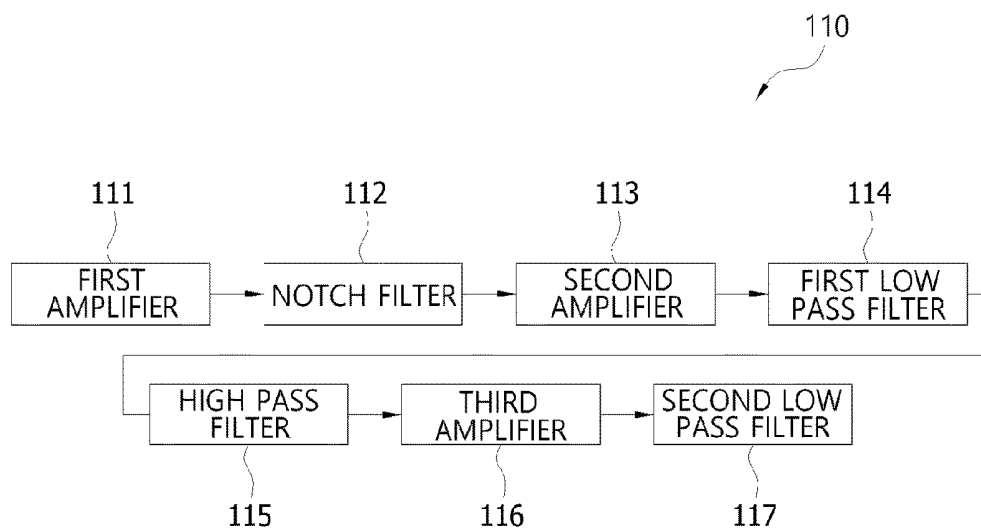 110
111
112
113
114
FIRST
AMPLIFIER
NOTCH FILTER
SECOND
AMPLIFIER
FIRST LOW
PASS FILTER
HIGH PASS
FILTER
THIRD
AMPLIFIER
SECOND LOW
PASS FILTER
115
116
117